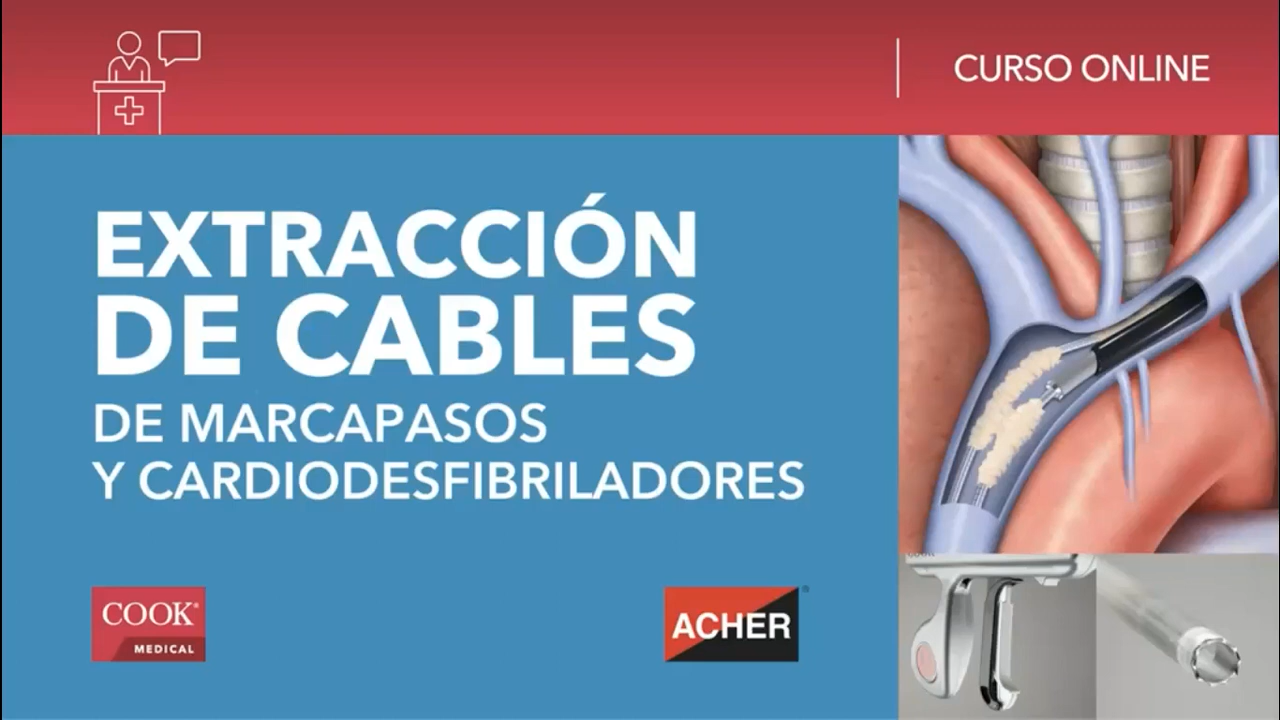 CURSO ONLINE
EXTRACCIÓN
DE CABLES
DE MARCAPASOS
Y CARDIODESFIBRILADORES
COOK®
MEDICAL
ACHER®